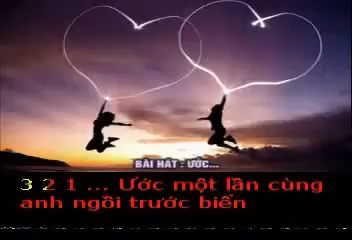 BÀI HÁT : ƯỚC...
3 2 1 ... Ước một lần cùng
anh ngồi trước biển